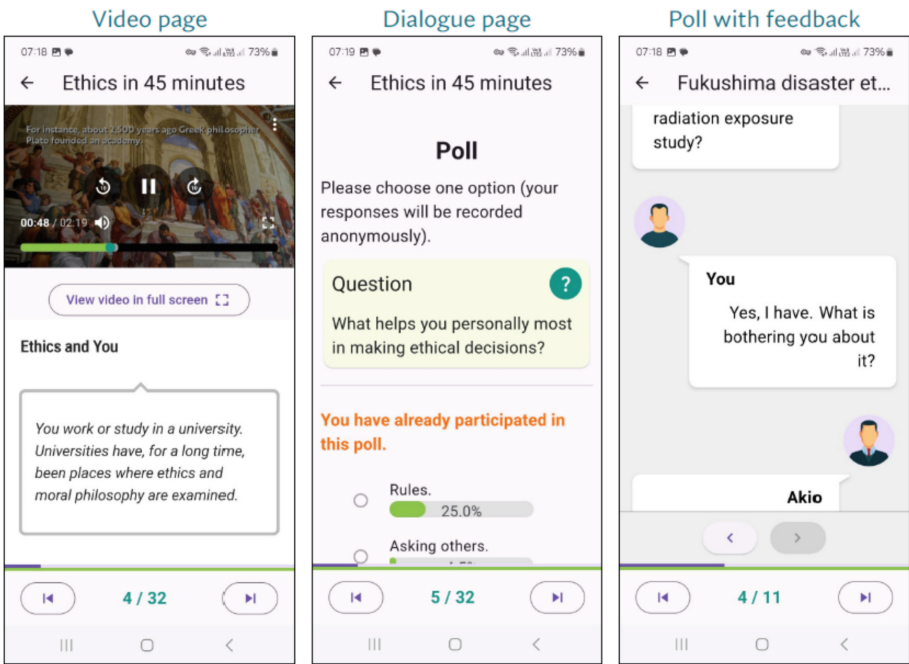 Video page
07:18
73%
Ethics in 45 minutes
For instance, about 2,500 years ago Greek philosopher
Plato founded an academy.
00:48 / 02:19
View video in full screen
Ethics and You
You work or study in a university.
Universities have, for a long time,
been places where ethics and
moral philosophy are examined.
4 / 32
Dialogue page
07:19
73%
Ethics in 45 minutes
Poll
Please choose one option (your
responses will be recorded
anonymously).
Question
?
What helps you personally most
in making ethical decisions?
You have already participated in
this poll.
Rules.
25.0%
Asking others.
5 / 32
Poll with feedback
07:18
73%
Fukushima disaster et...
radiation exposure
study?
You
Yes, I have. What is
bothering you about
it?
Akio
4 / 11